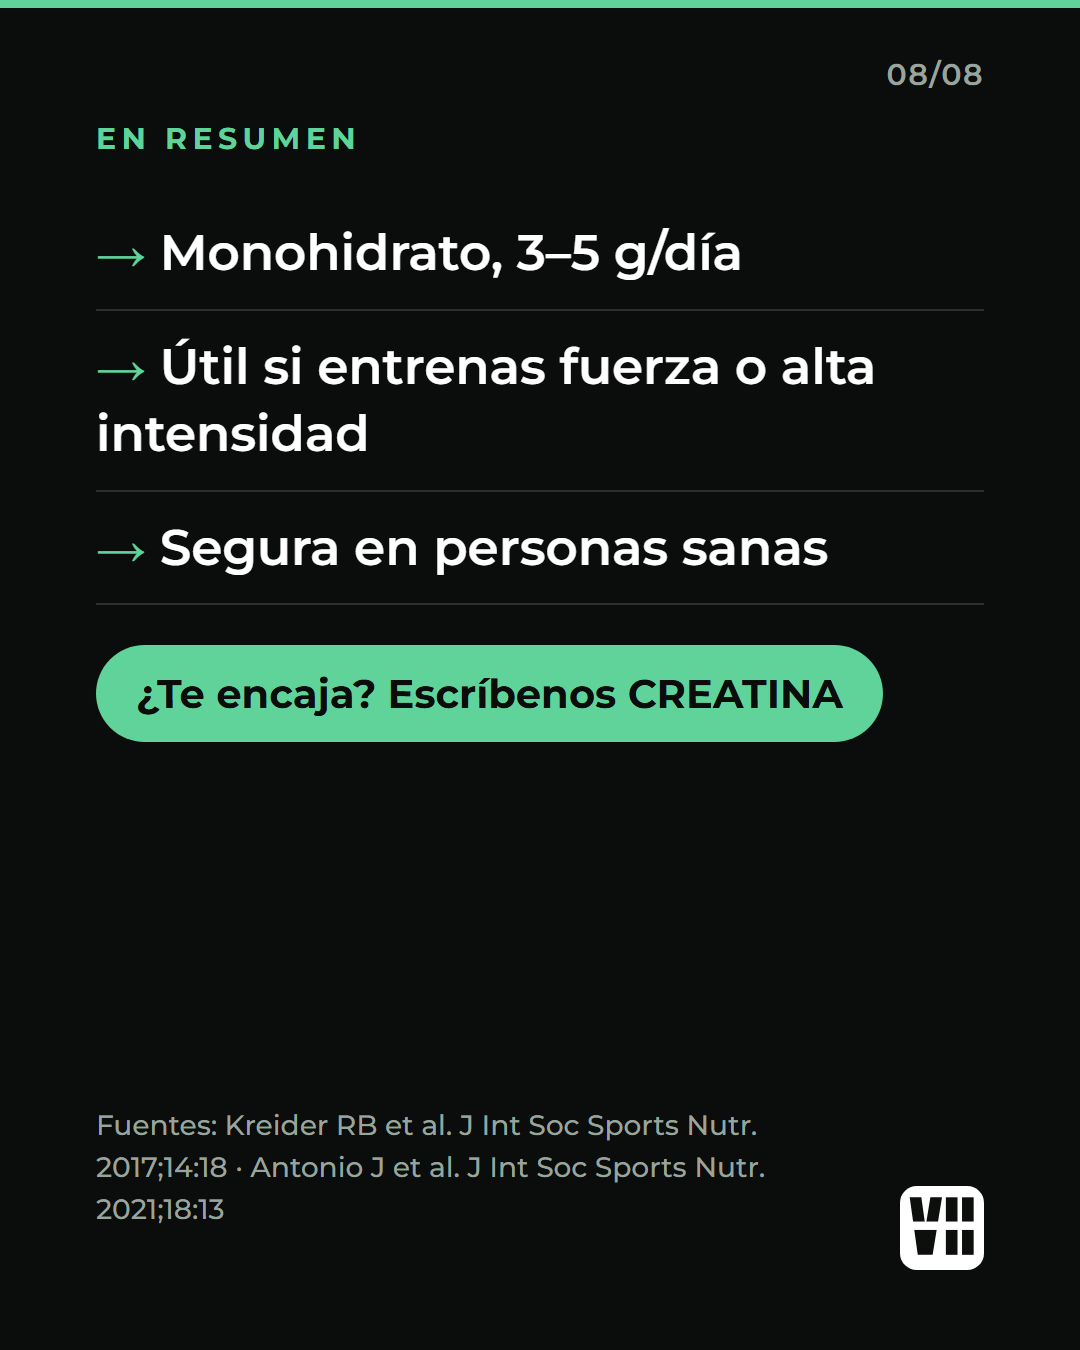 08/08
EN RESUMEN
→ Monohidrato, 3–5 g/día
→ Útil si entrenas fuerza o alta
intensidad
→ Segura en personas sanas
¿Te encaja? Escríbenos CREATINA
Fuentes: Kreider RB et al. J Int Soc Sports Nutr.
2017;14:18 · Antonio J et al. J Int Soc Sports Nutr.
2021;18:13
VII
VII